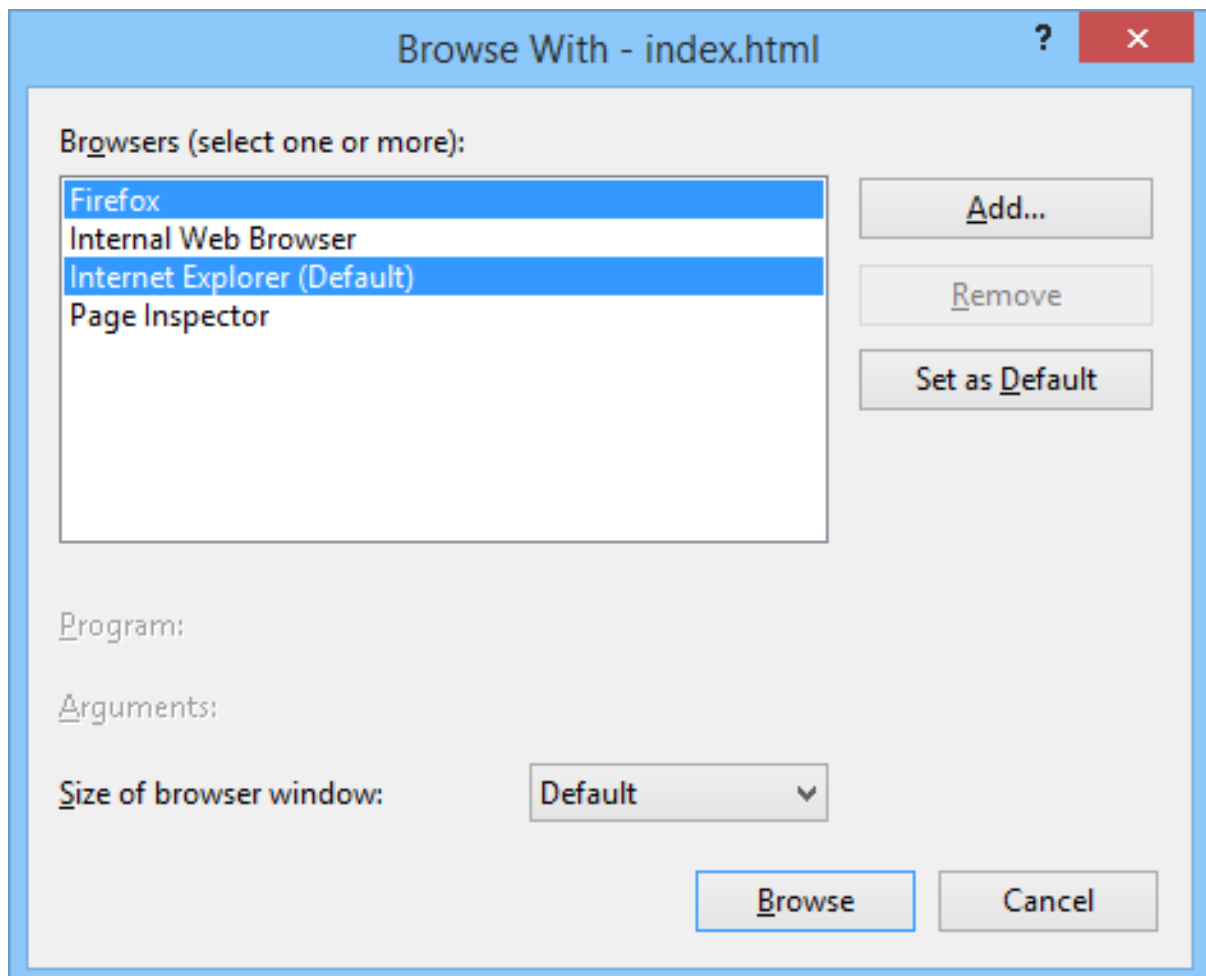 Browse With - index.html
?
Browsers (select one or more):
Firefox
Internal Web Browser
Internet Explorer (Default)
Page Inspector
Add...
Remove
Set as Default
Program:
Arguments:
Size of browser window:
Default
Browse
Cancel